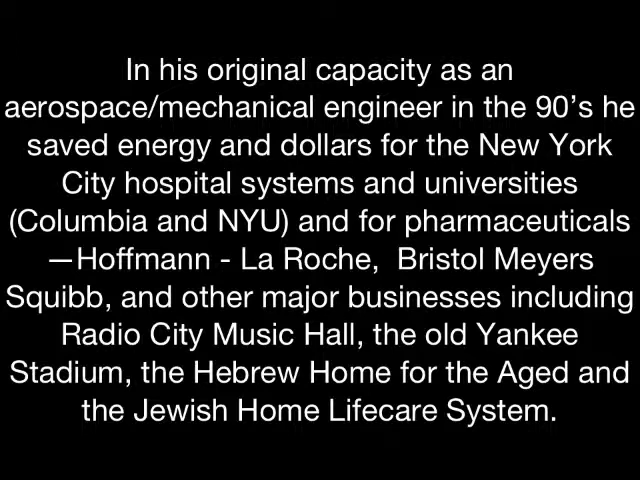 In his original capacity as an
aerospace/mechanical engineer in the 90’s he
saved energy and dollars for the New York
City hospital systems and universities
(Columbia and NYU) and for pharmaceuticals
—Hoffmann - La Roche,  Bristol Meyers
Squibb, and other major businesses including
Radio City Music Hall, the old Yankee
Stadium, the Hebrew Home for the Aged and
the Jewish Home Lifecare System.